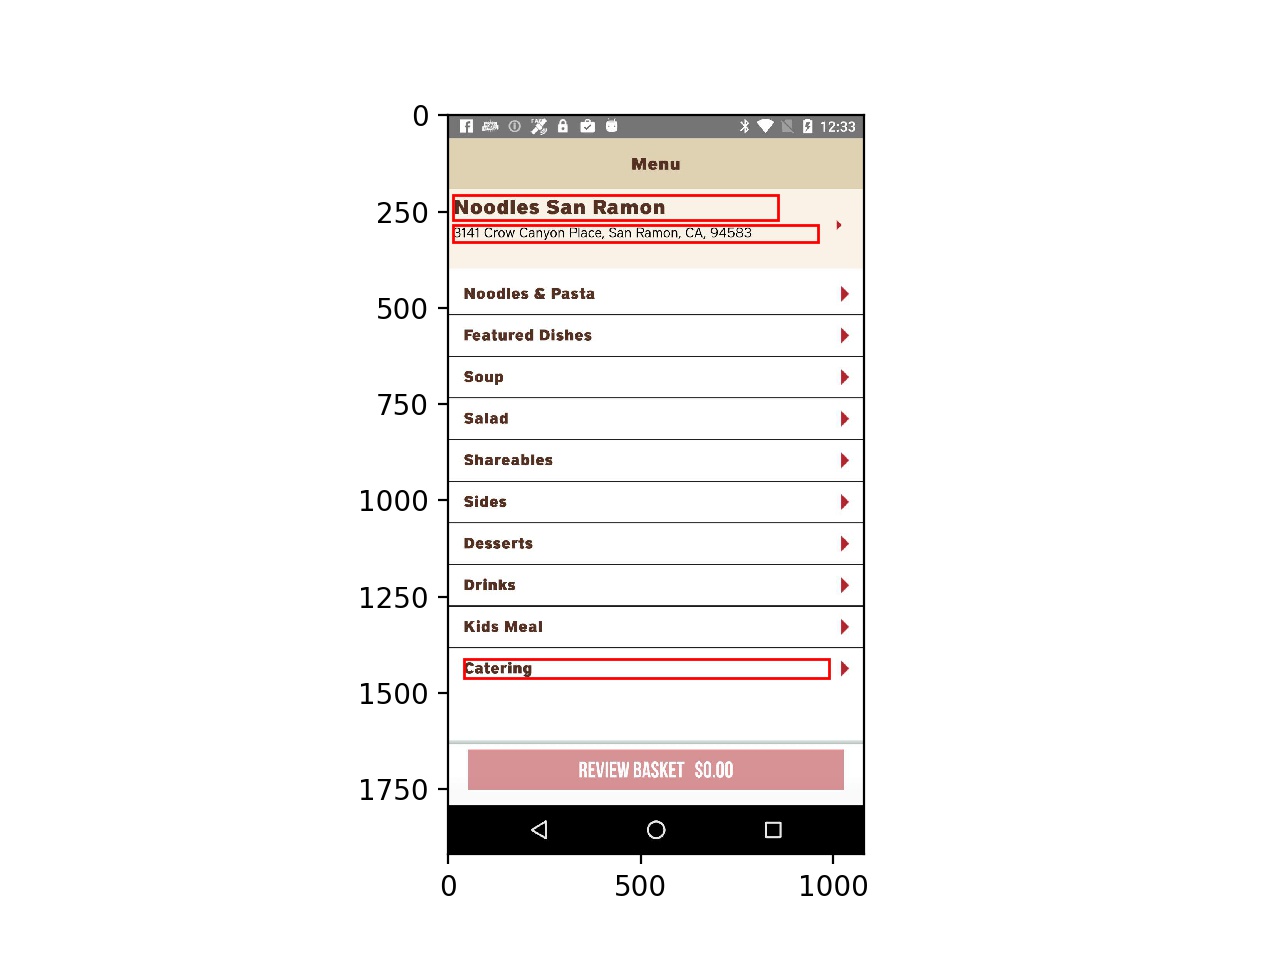 0
250
500
750
1000
1250
1500
1750
12:33
Menu
Noodles San Ramon
3141 Crow Canyon Place, San Ramon, CA, 94583
Noodles & Pasta
Featured Dishes
Soup
Salad
Shareables
Sides
Desserts
Drinks
Kids Meal
Catering
REVIEW BASKET $0.00
0 500 1000